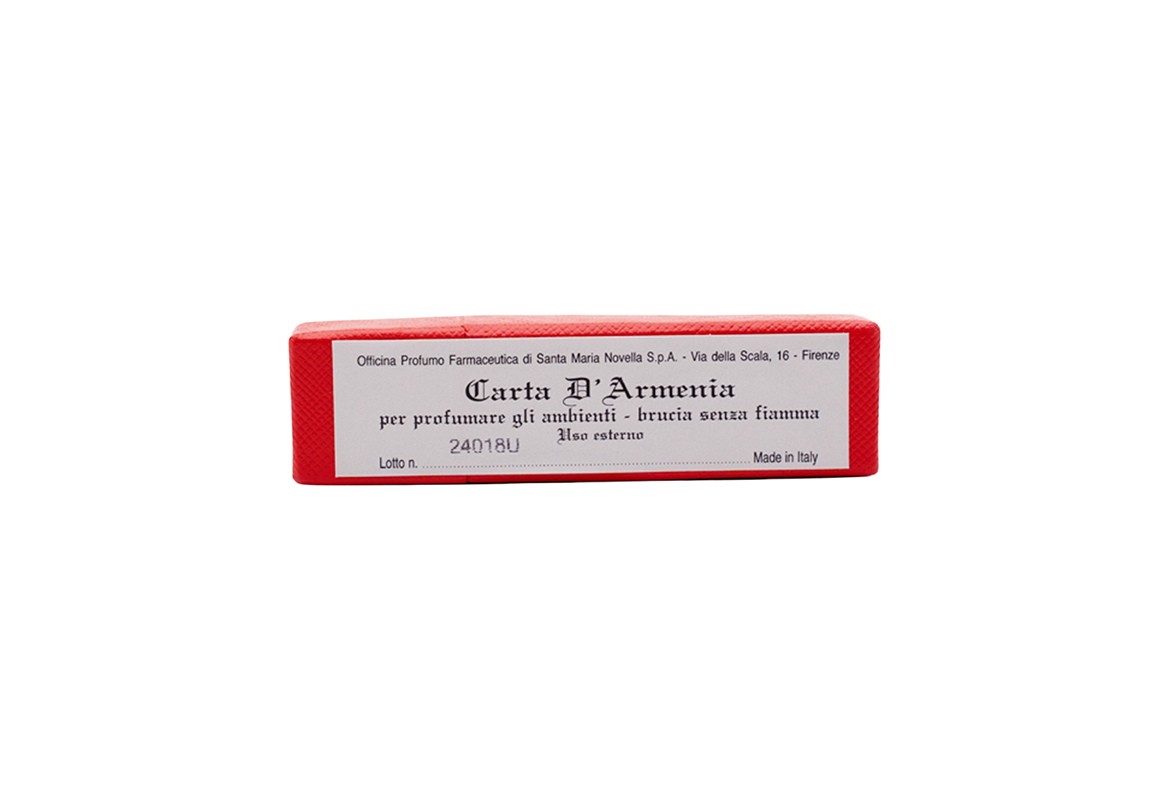 Officina Profumo Farmaceutica di Santa Maria Novella S.p.A. - Via della Scala, 16 - Firenze
Carta D'Armenia
per profumare gli ambienti - brucia senza fiamma
Uso esterno
24018U
Lotto n. ........................................................................ Made in Italy